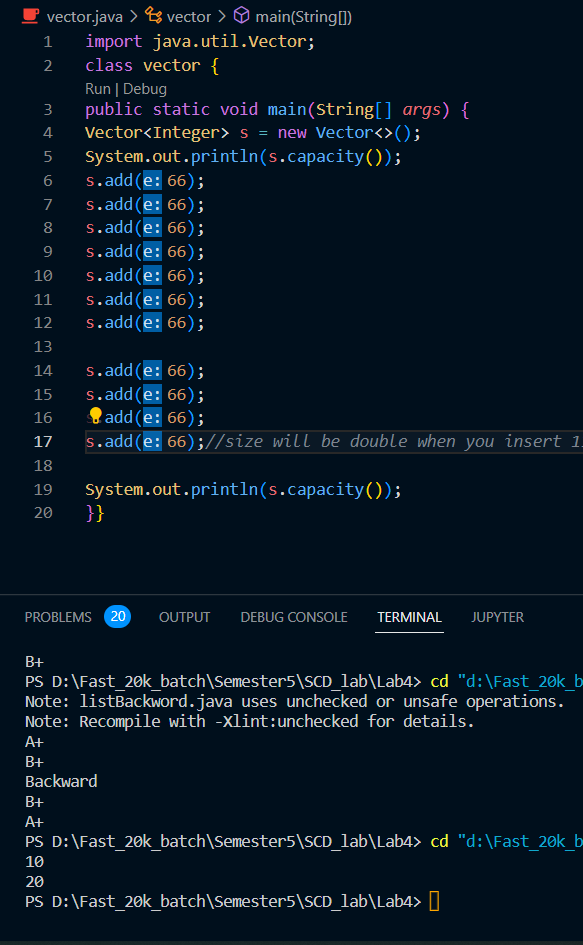 vector.java > vector > main(String[])
1 import java.util.Vector;
2 class vector {
Run | Debug
3 public static void main(String[] args) {
4 Vector<Integer> s = new Vector<>();
5 System.out.println(s.capacity());
6 s.add(e: 66);
7 s.add(e: 66);
8 s.add(e: 66);
9 s.add(e: 66);
10 s.add(e: 66);
11 s.add(e: 66);
12 s.add(e: 66);
13
14 s.add(e: 66);
15 s.add(e: 66);
16 s.add(e: 66);
17 s.add(e: 66);//size will be double when you insert 1
18
19 System.out.println(s.capacity());
20 }}
PROBLEMS 20 OUTPUT DEBUG CONSOLE TERMINAL JUPYTER
B+
PS D:\Fast_20k_batch\Semester5\SCD_lab\Lab4> cd "d:\Fast_20k_b
Note: listBackword.java uses unchecked or unsafe operations.
Note: Recompile with -Xlint:unchecked for details.
A+
B+
Backward
B+
A+
PS D:\Fast_20k_batch\Semester5\SCD_lab\Lab4> cd "d:\Fast_20k_b
10
20
PS D:\Fast_20k_batch\Semester5\SCD_lab\Lab4>